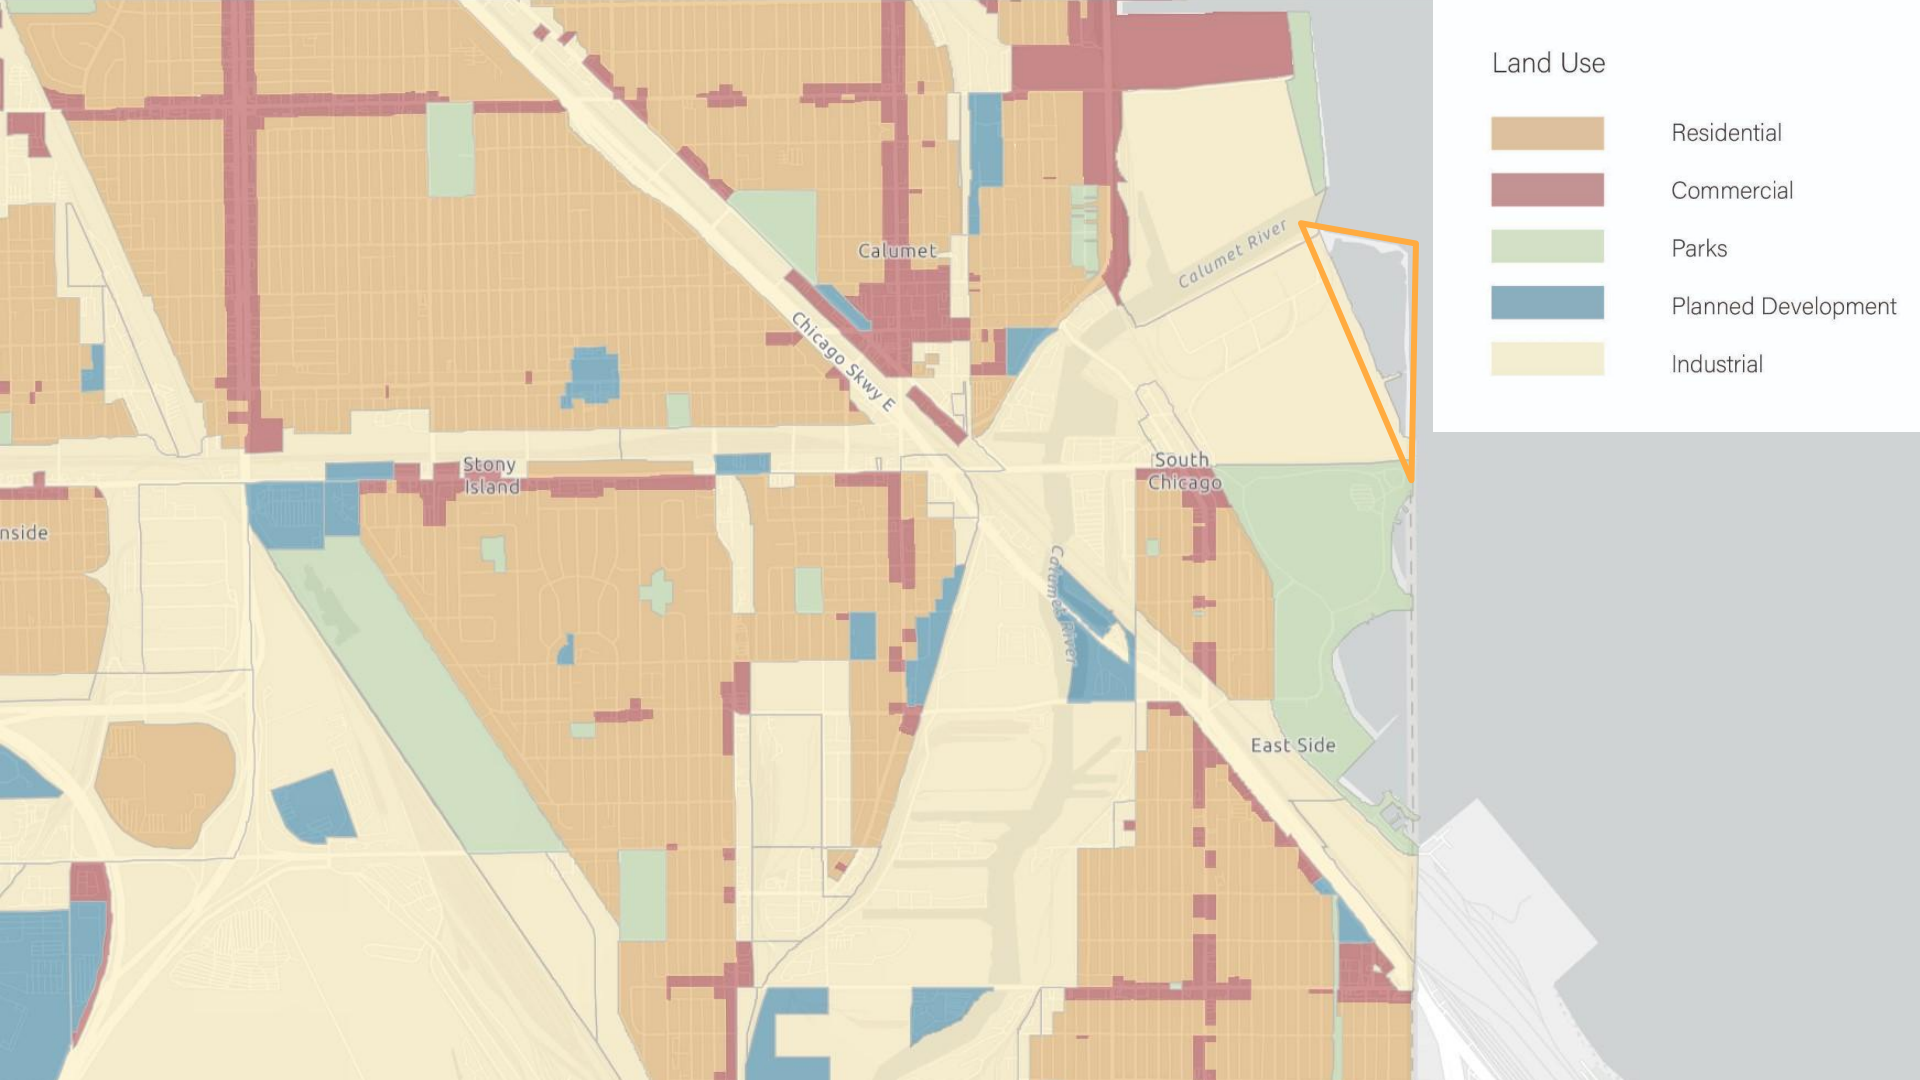 Land Use
Residential
Commercial
Parks
Planned Development
Industrial
Calumet
Calumet River
Chicago Skwy E
Stony
Island
South
Chicago
nside
Calumet River
East Side